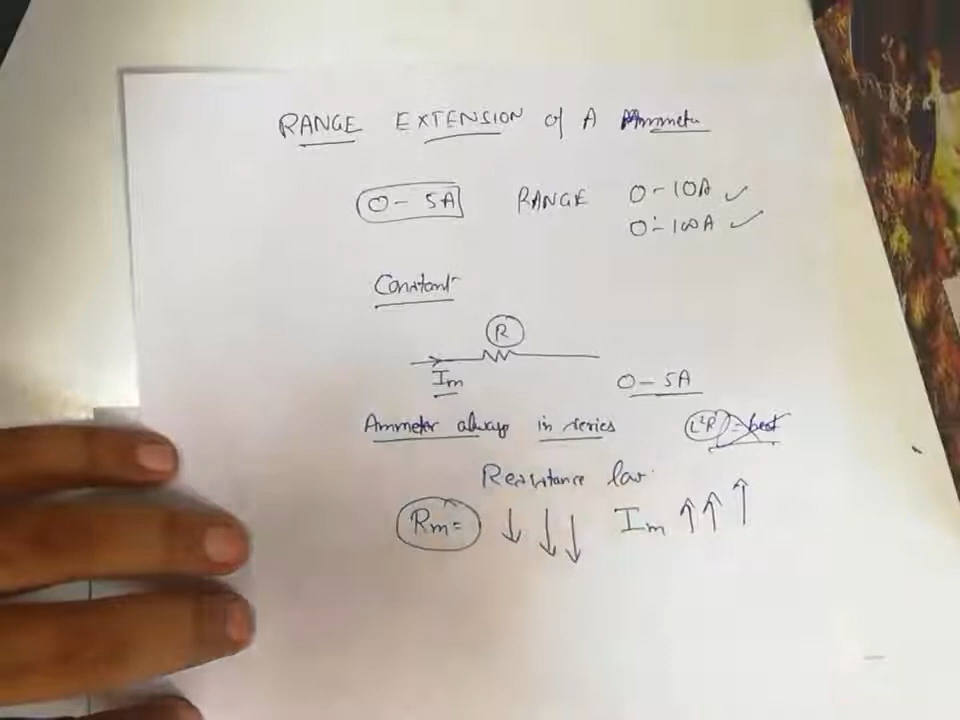 RANGE EXTENSION of A Ammeter
0 - 5A RANGE 0-10A ✓
0-100A ✓
Constant
R
Im
0 - 5A
Ammeter always in series
I²R = best
Resistance low
Rm = ↓ ↓ ↓ Im ↑ ↑ ↑